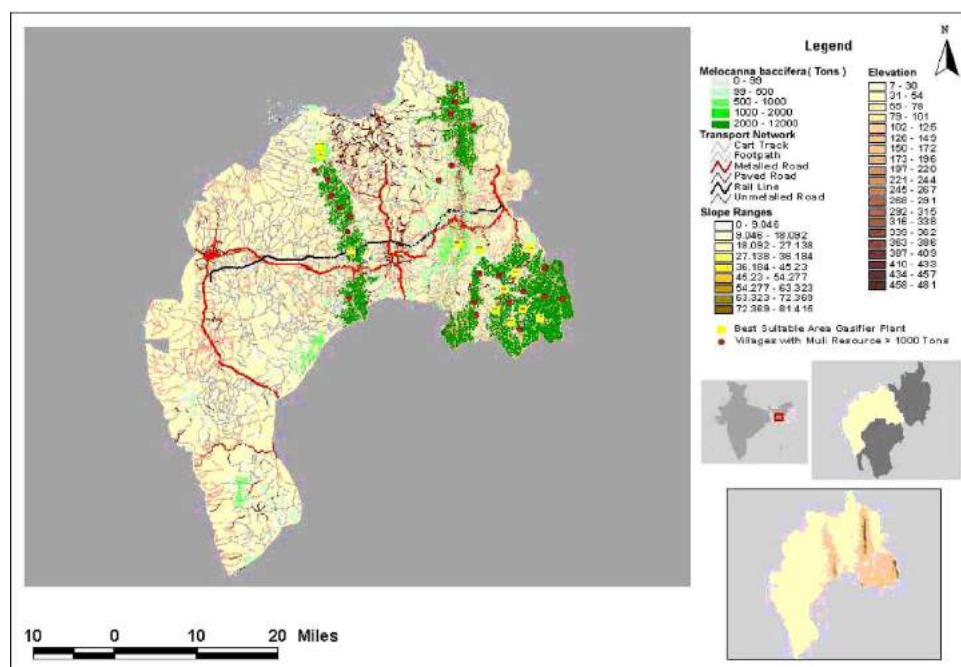 Legend
N
Melocanna baccifera( Tons )
0 - 99
99 - 500
500 - 1000
1000 - 2000
2000 - 12000
Transport Network
Cart Track
Footpath
Metalled Road
Paved Road
Rail Line
Unmetalled Road
Slope Ranges
0 - 9.046
9.046 - 18.092
18.092 - 27.138
27.138 - 36.184
36.184 - 45.23
45.23 - 54.277
54.277 - 63.323
63.323 - 72.369
72.369 - 81.415
Elevation
7 - 30
31 - 54
55 - 78
79 - 101
102 - 125
126 - 149
150 - 172
173 - 196
197 - 220
221 - 244
245 - 267
268 - 291
292 - 315
316 - 338
339 - 362
363 - 386
387 - 409
410 - 433
434 - 457
458 - 481
Best Suitable Area Gasifier Plant
Villages with Muli Resource > 1000 Tons
10 0 10 20 Miles